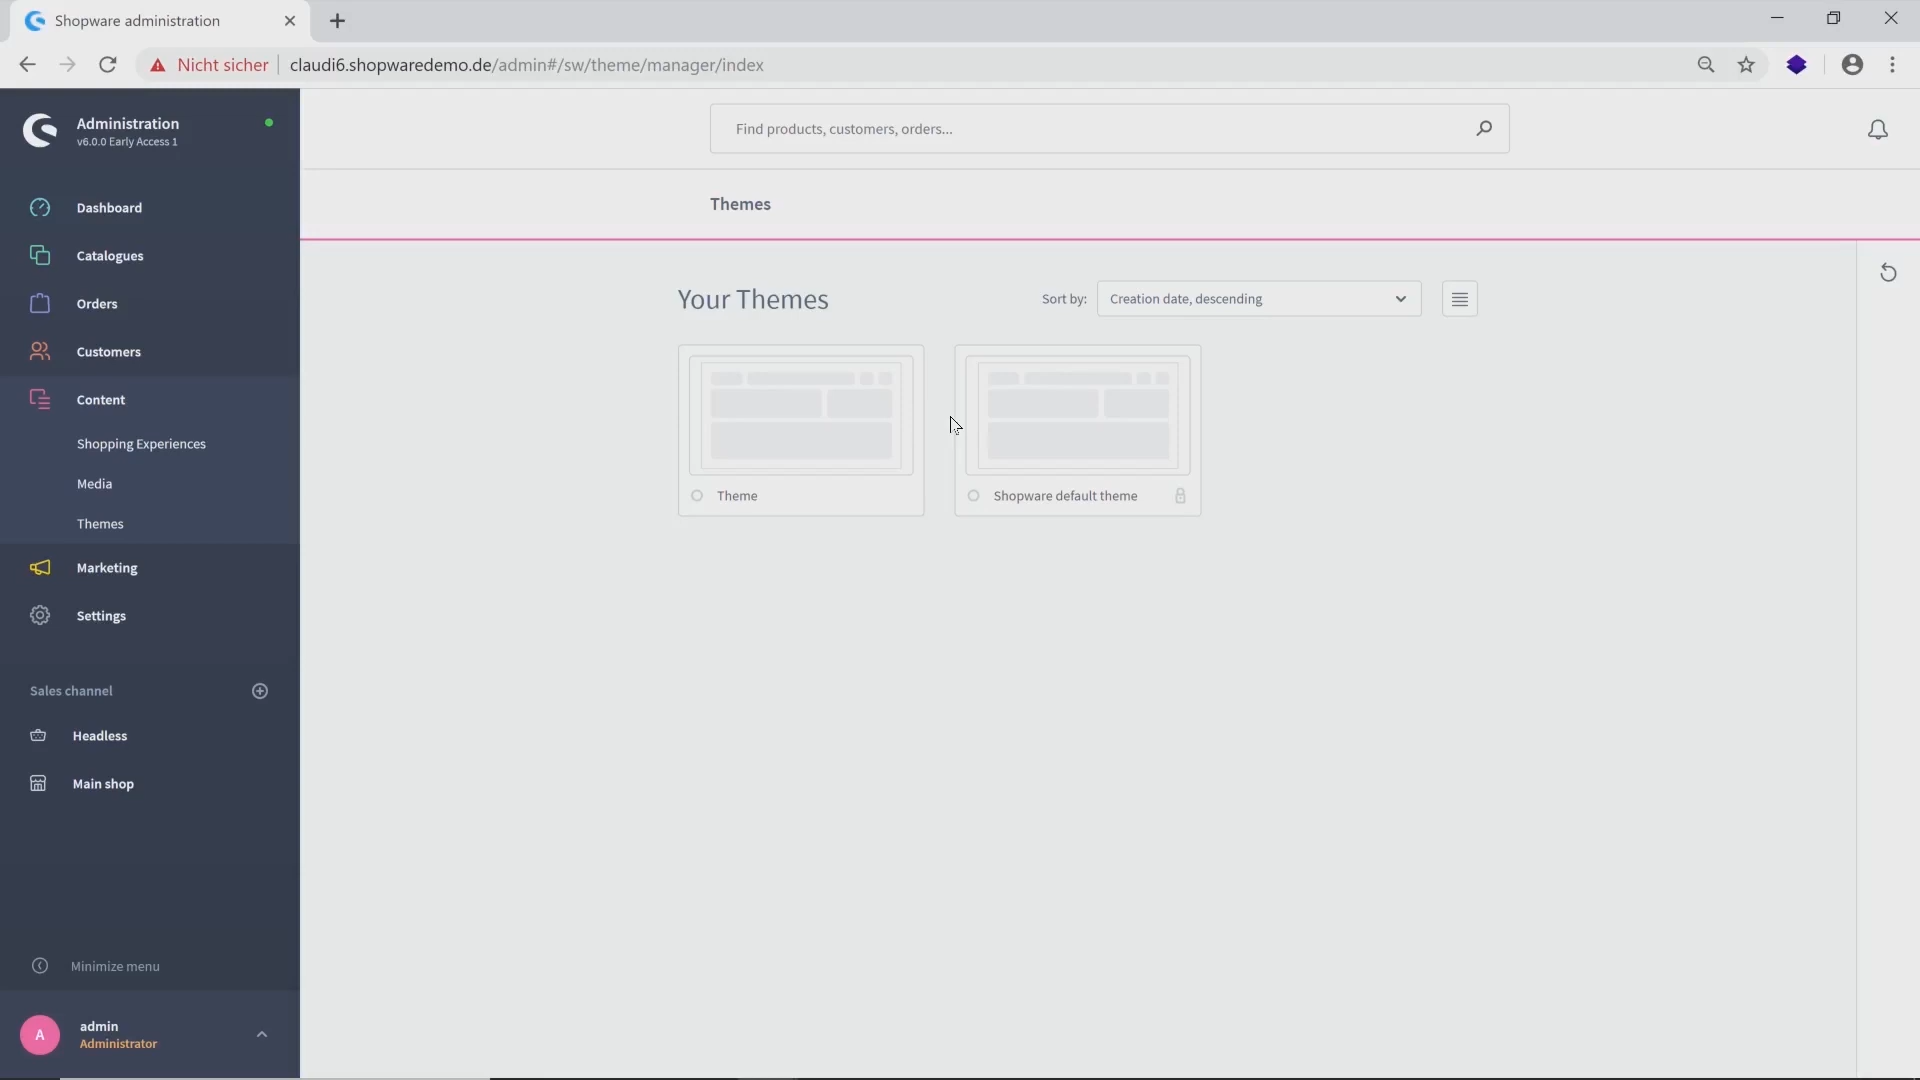 Shopware administration
Nicht sicher
claudi6.shopwaredemo.de/admin#/sw/theme/manager/index
Administration
v6.0.0 Early Access 1
Find products, customers, orders...
Dashboard
Catalogues
Orders
Customers
Content
Shopping Experiences
Media
Themes
Marketing
Settings
Sales channel
Headless
Main shop
Minimize menu
A
admin
Administrator
Themes
Your Themes
Sort by:
Creation date, descending
Theme
Shopware default theme